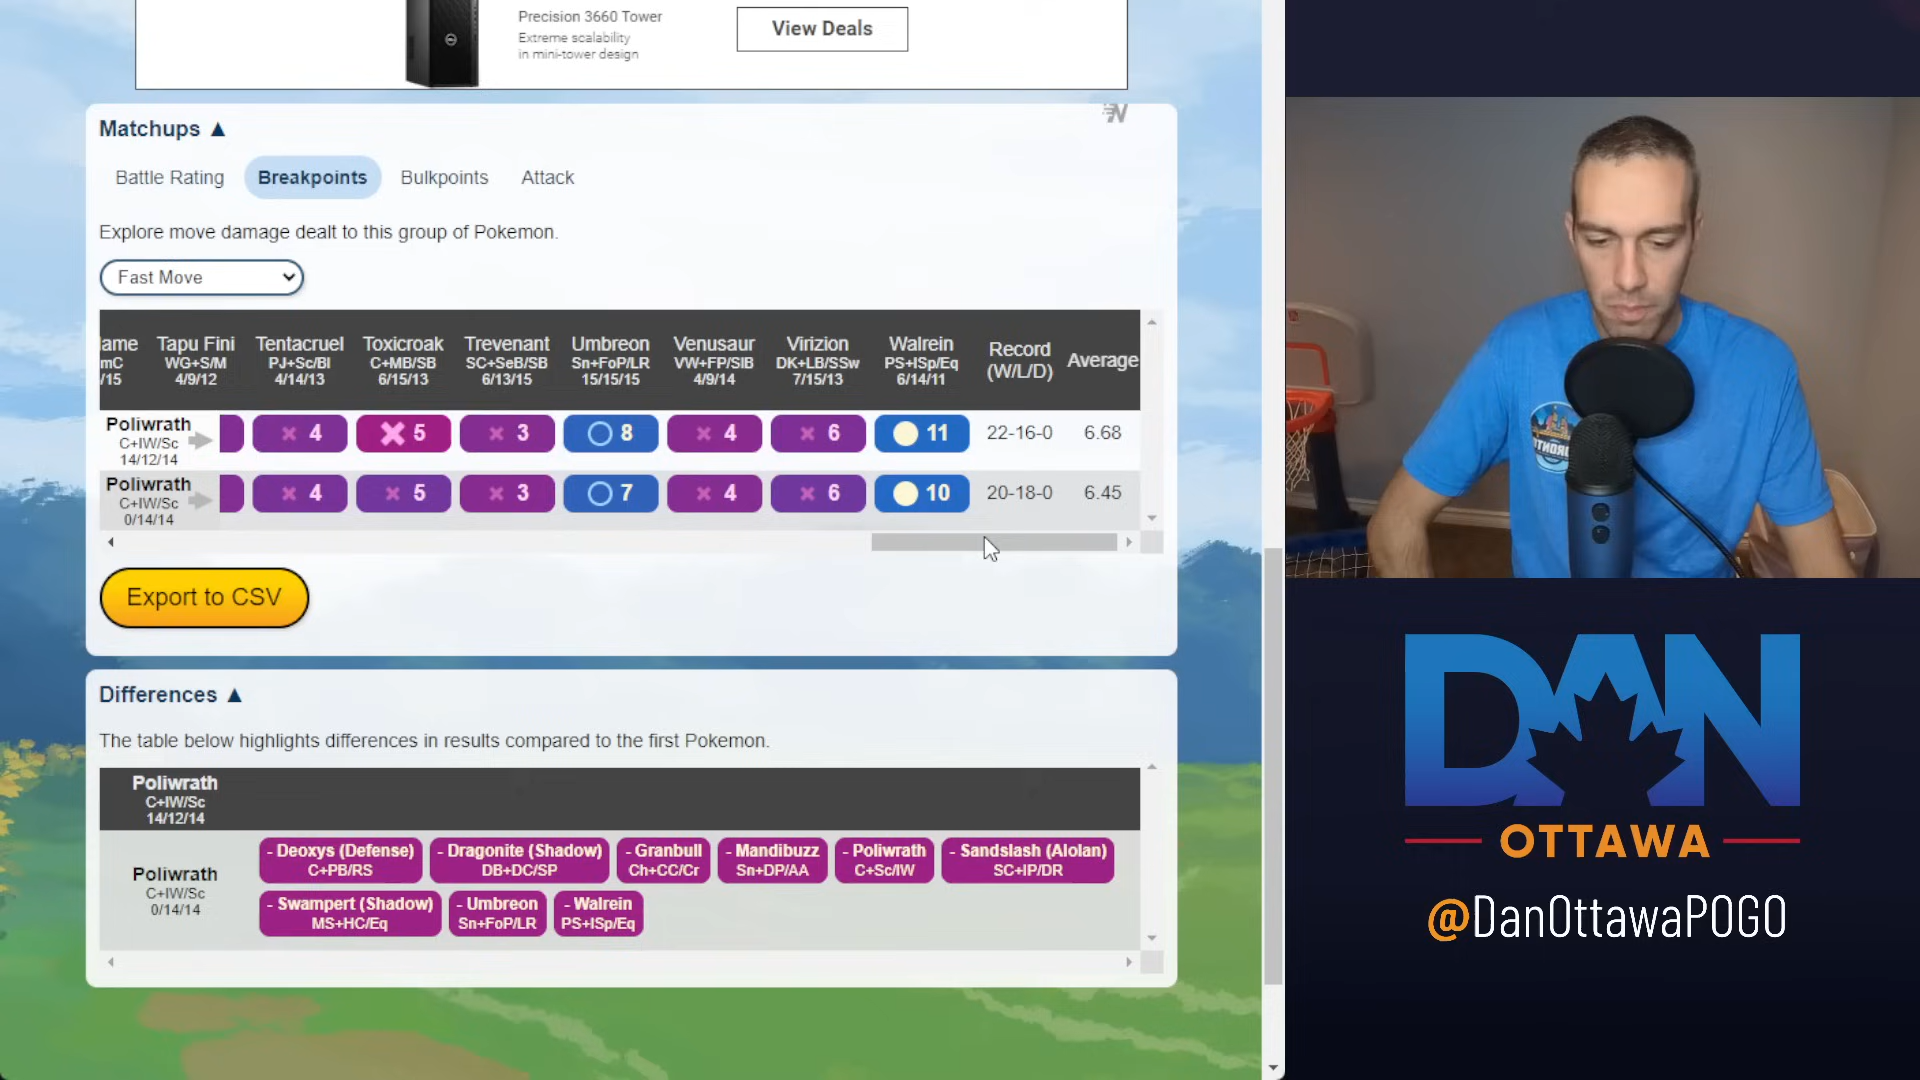 Precision 3660 Tower
Extreme scalability
in mini-tower design
View Deals
Matchups ▲
Battle Rating Breakpoints Bulkpoints Attack
Explore move damage dealt to this group of Pokemon.
Fast Move
lame Tapu Fini Tentacruel Toxicroak Trevenant Umbreon Venusaur Virizion Walrein Record Average
mC WG+S/M PJ+Sc/Bl C+MB/SB SC+SeB/SB Sn+FoP/LR VW+FP/SlB DK+LB/SSw PS+ISp/Eq (W/L/D)
/15 4/9/12 4/14/13 6/15/13 6/13/15 15/15/15 4/9/14 7/15/13 6/14/11
Poliwrath
C+IW/Sc
14/12/14
4 5 3 8 4 6 11 22-16-0 6.68
Poliwrath
C+IW/Sc
0/14/14
4 5 3 7 4 6 10 20-18-0 6.45
Export to CSV
Differences ▲
The table below highlights differences in results compared to the first Pokemon.
Poliwrath
C+IW/Sc
14/12/14
Poliwrath
C+IW/Sc
0/14/14
- Deoxys (Defense) - Dragonite (Shadow) - Granbull - Mandibuzz - Poliwrath - Sandslash (Alolan)
C+PB/RS DB+DC/SP Ch+CC/Cr Sn+DP/AA C+Sc/IW SC+IP/DR
- Swampert (Shadow) - Umbreon - Walrein
MS+HC/Eq Sn+FoP/LR PS+ISp/Eq
DAN
OTTAWA
@DanOttawaPOGO